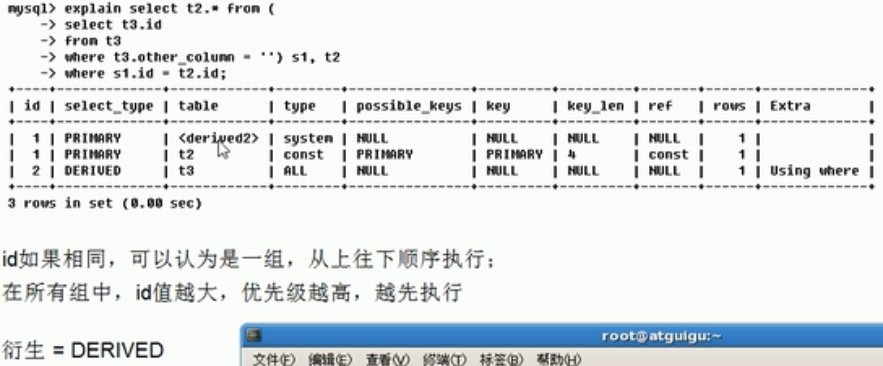 mysql> explain select t2.* from (
-> select t3.id
-> from t3
-> where t3.other_column = '') s1, t2
-> where s1.id = t2.id;
| id | select_type | table | type | possible_keys | key | key_len | ref | rows | Extra |
| 1 | PRIMARY | <derived2> | system | NULL | NULL | NULL | NULL | 1 | |
| 1 | PRIMARY | t2 | const | PRIMARY | PRIMARY | 4 | const | 1 | |
| 2 | DERIVED | t3 | ALL | NULL | NULL | NULL | NULL | 1 | Using where |
3 rows in set (0.00 sec)
id如果相同，可以认为是一组，从上往下顺序执行；
在所有组中，id值越大，优先级越高，越先执行
衍生 = DERIVED
root@atguigu:~
文件(F) 编辑(E) 查看(V) 终端(T) 标签(B) 帮助(H)